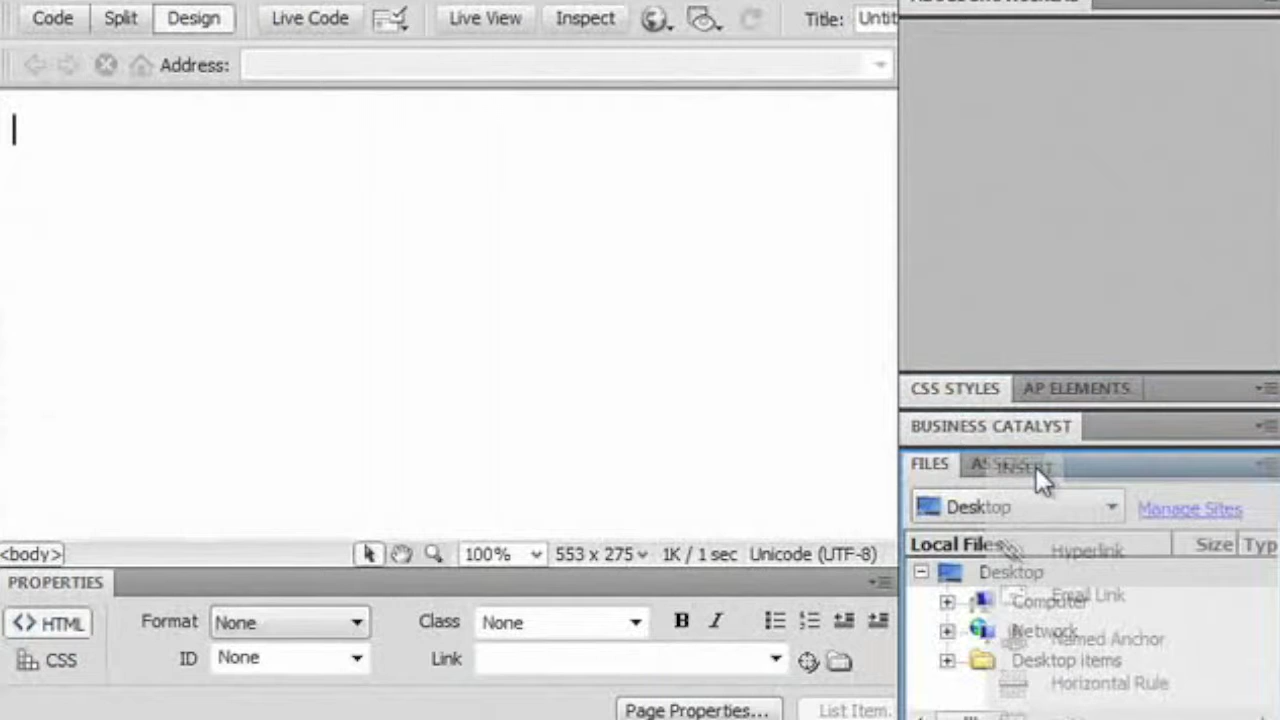 Code Split Design Live Code Live View Inspect Title: Untit
Address:
CSS STYLES AP ELEMENTS
BUSINESS CATALYST
FILES INSERT
Desktop Manage Sites
Local Files Size Typ
Hyperlink
Desktop
Email Link
Computer
Network
Named Anchor
Desktop items
Horizontal Rule
<body> 100% 553 x 275 1K / 1 sec Unicode (UTF-8)
PROPERTIES
<> HTML Format None Class None B I
CSS ID None Link
Page Properties... List Item.